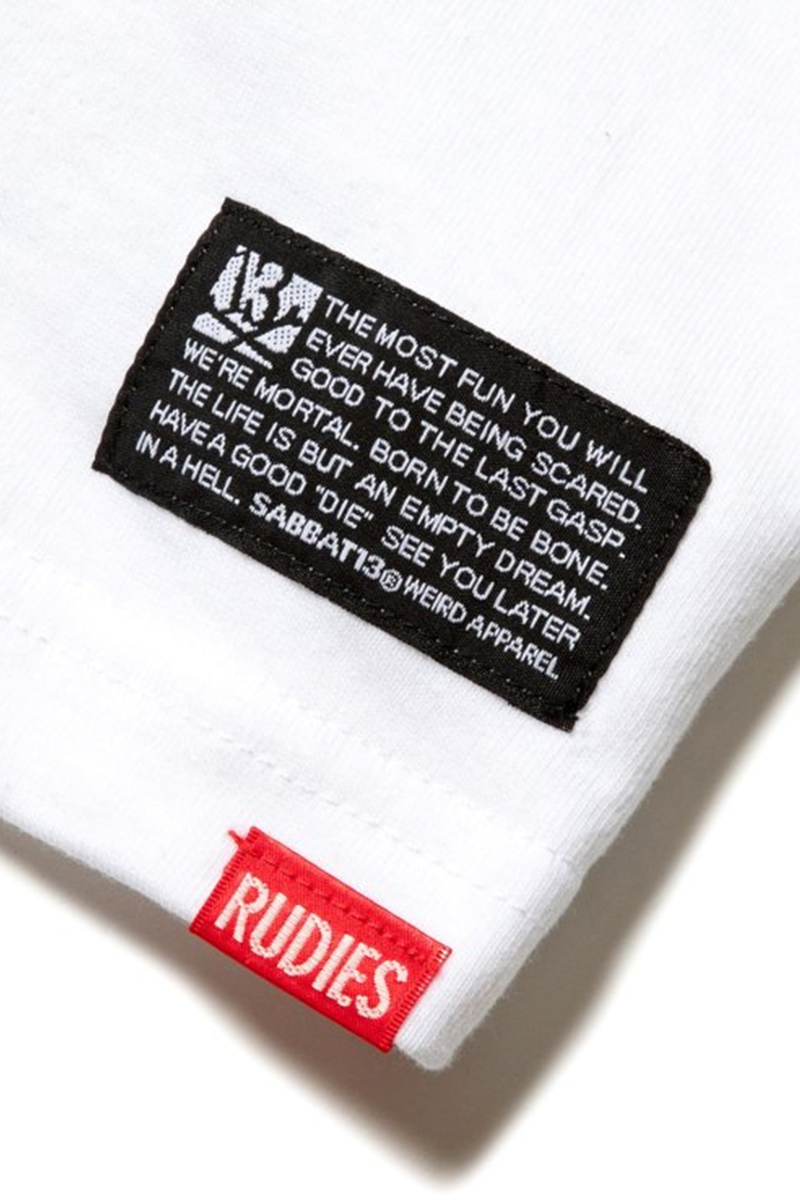 THE MOST FUN YOU WILL
EVER HAVE BEING SCARED.
GOOD TO THE LAST GASP.
WE'RE MORTAL. BORN TO BE BONE.
THE LIFE IS BUT AN EMPTY DREAM.
HAVE A GOOD "DIE" SEE YOU LATER
IN A HELL. SABBAT13® WEIRD APPAREL
RUDIES